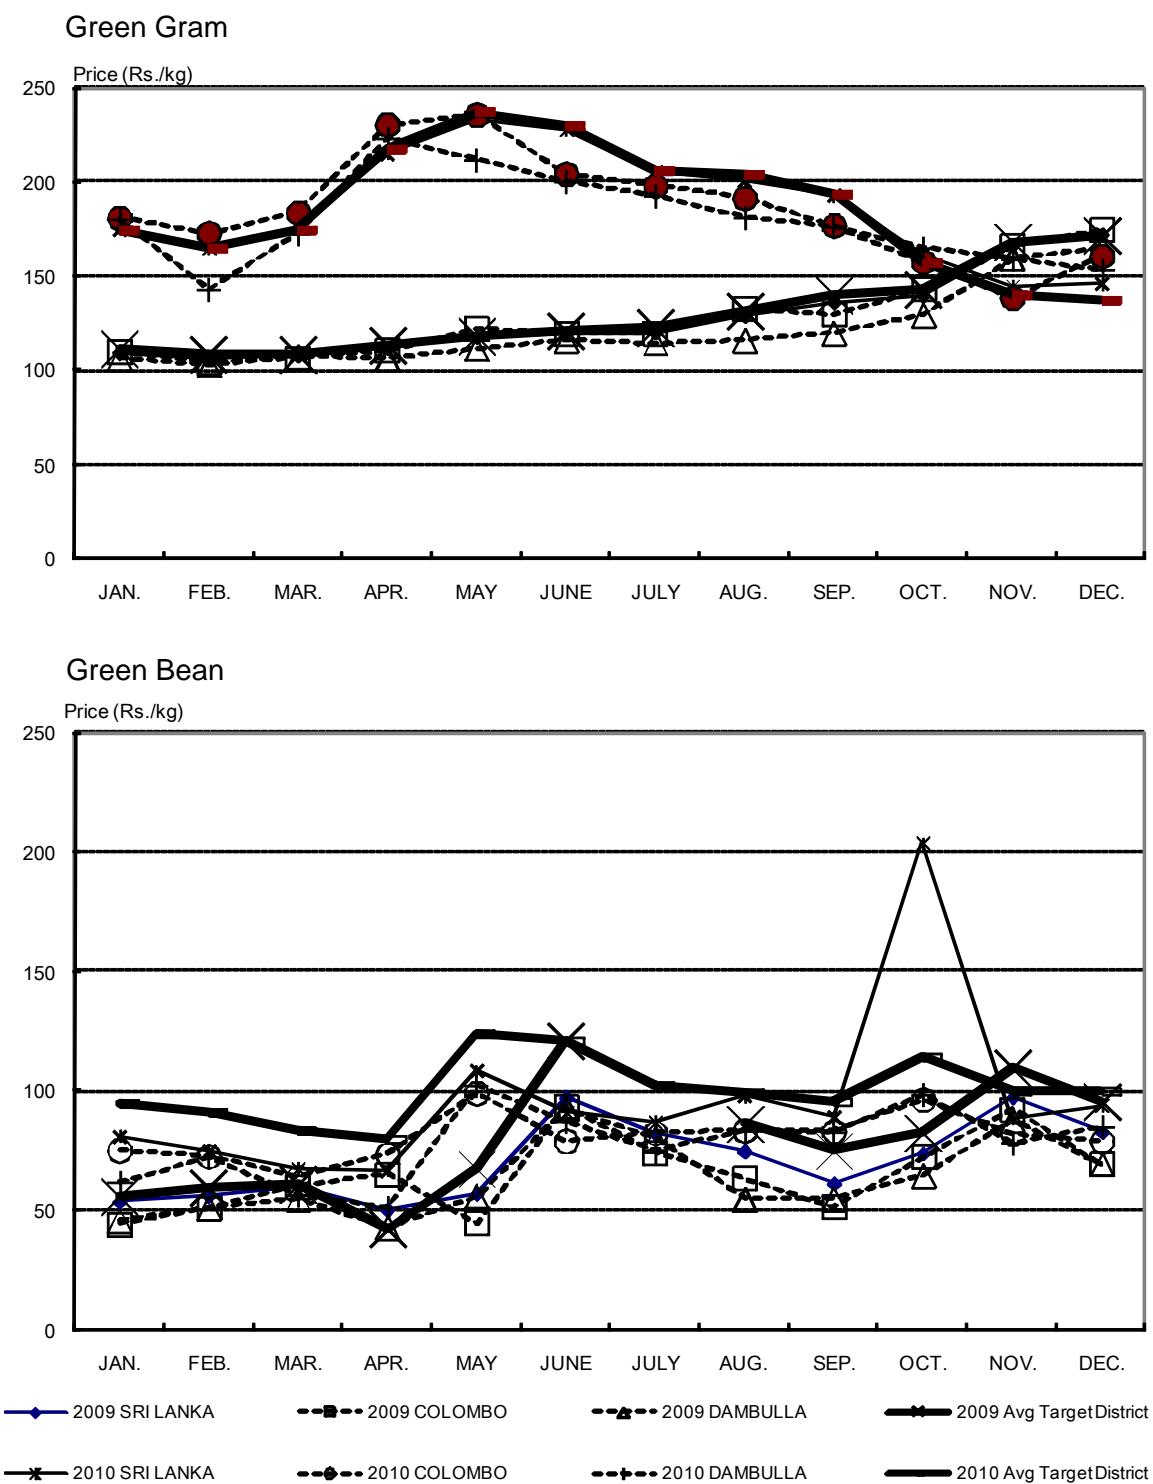 Green Gram
Price (Rs./kg)
250
200
150
100
50
0
JAN. FEB. MAR. APR. MAY JUNE JULY AUG. SEP. OCT. NOV. DEC.
Green Bean
Price (Rs./kg)
250
200
150
100
50
0
JAN. FEB. MAR. APR. MAY JUNE JULY AUG. SEP. OCT. NOV. DEC.
2009 SRI LANKA 2009 COLOMBO 2009 DAMBULLA 2009 Avg Target District
2010 SRI LANKA 2010 COLOMBO 2010 DAMBULLA 2010 Avg Target District